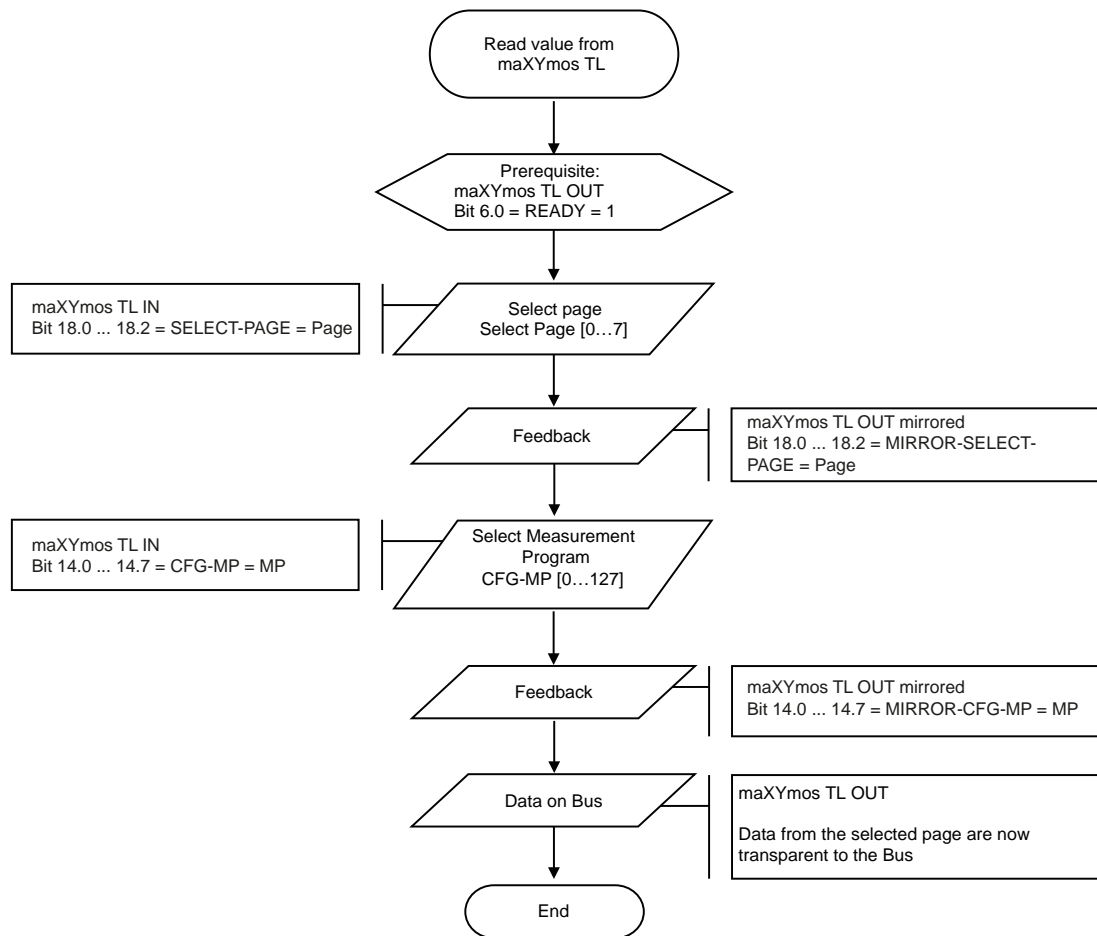 Read value from
maXYmos TL
Prerequisite:
maXYmos TL OUT
Bit 6.0 = READY = 1
maXYmos TL IN
Bit 18.0 ... 18.2 = SELECT-PAGE = Page
Select page
Select Page [0…7]
Feedback
maXYmos TL OUT mirrored
Bit 18.0 ... 18.2 = MIRROR-SELECT-
PAGE = Page
maXYmos TL IN
Bit 14.0 ... 14.7 = CFG-MP = MP
Select Measurement
Program
CFG-MP [0…127]
Feedback
maXYmos TL OUT mirrored
Bit 14.0 ... 14.7 = MIRROR-CFG-MP = MP
Data on Bus
maXYmos TL OUT
Data from the selected page are now
transparent to the Bus
End